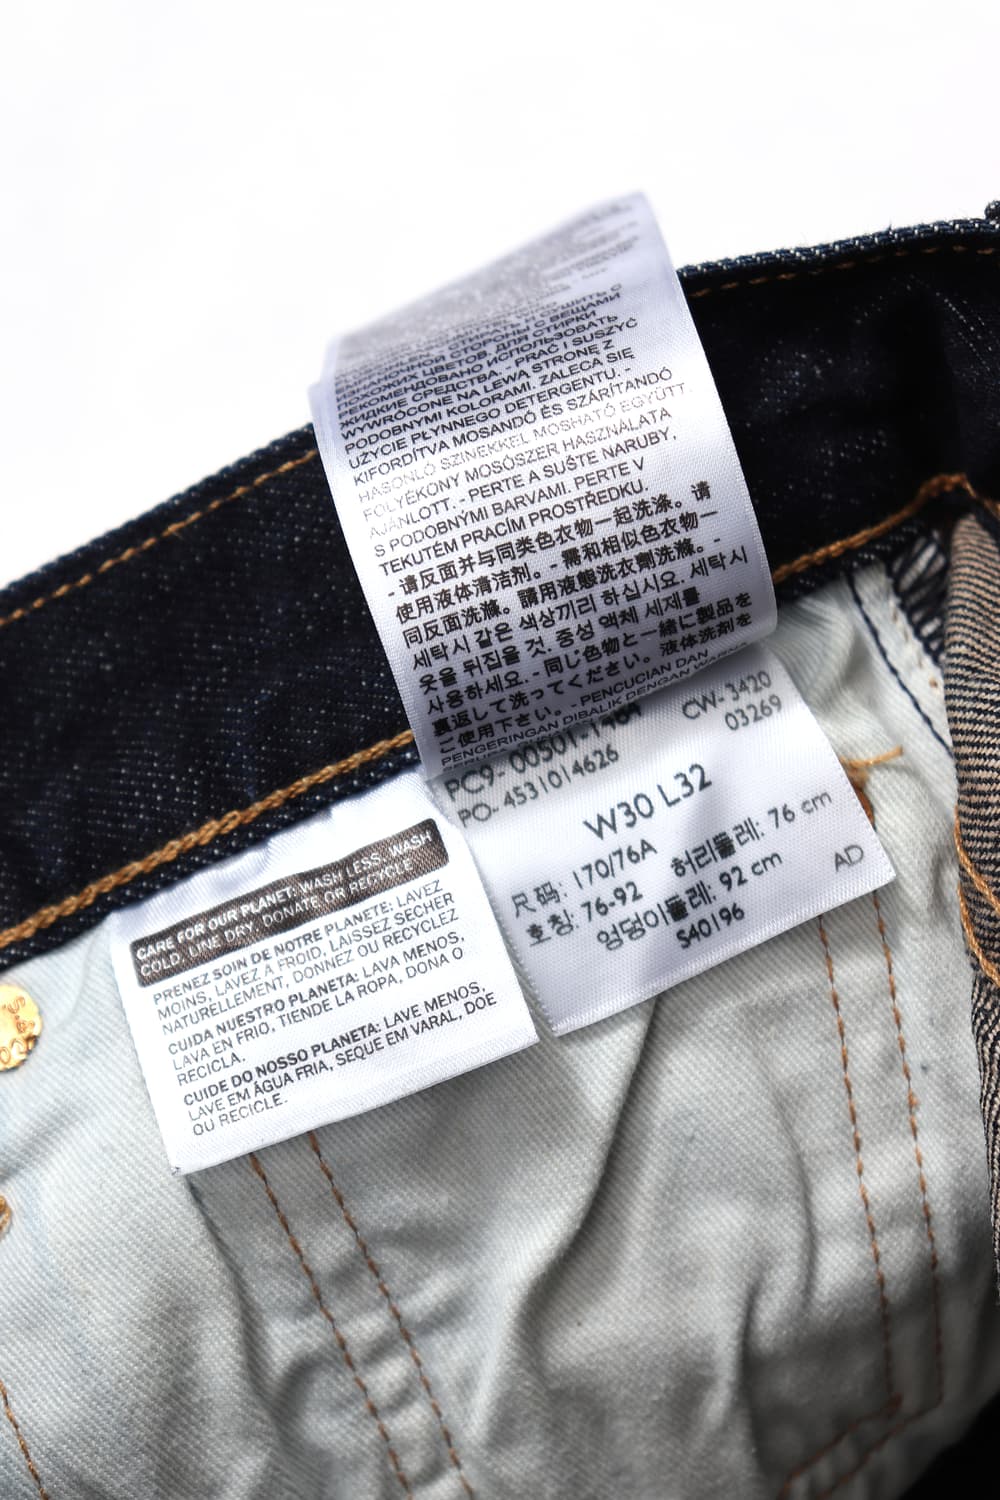 СУШИТЬ С
СТИРАТЬ С ВЕЩАМИ
СТОРОНЫ
ЦВЕТОВ. ДЛЯ СТИРКИ
ПОХОЖИХ
РЕКОМЕНДОВАНО ИСПОЛЬЗОВАТЬ
ЖИДКИЕ СРЕДСТВА - PRAĆ I SUSZYĆ
WYWRÓCONE NA LEWĄ STRONĘ Z
PODOBNYMI KOLORAMI. ZALECA SIĘ
UŻYCIE PŁYNNEGO DETERGENTU. -
KIFORDÍTVA MOSANDÓ ÉS SZÁRÍTANDÓ
HASONLÓ SZINEKKEL MOSHATÓ EGYÜTT.
FOLYÉKONY MOSÓSZER HASZNÁLATA
AJÁNLOTT. - PERTE A SUŠTE NARUBY,
S PODOBNÝMI BARVAMI. PERTE V
TEKUTÉM PRACÍM PROSTŘEDKU.
- 请反面并与同类色衣物一起洗涤。请
使用液体清洁剂。- 需和相似色衣物一
同反面洗滌。請用液態洗衣劑洗滌。-
세탁시 같은 색상끼리 하십시요. 세탁시
옷을 뒤집을 것. 중성 액체 세제를
사용하세요. - 同じ色物と一緒に製品を
裏返して洗ってください。液体洗剤を
ご使用下さい。- PENCUCIAN DAN
PENGERINGAN DIBALIK DENGAN WARNA
PC9- 00501-1484
CW-3420
PO- 4531014626
03269
W30 L32
尺码: 170/76A
허리둘레: 76 cm
호칭: 76-92
엉덩이둘레: 92 cm
AD
S40196
CARE FOR OUR PLANET: WASH LESS, WASH
COLD, LINE DRY, DONATE OR RECYCLE
PRENEZ SOIN DE NOTRE PLANETE: LAVEZ
MOINS, LAVEZ A FROID, LAISSEZ SECHER
NATURELLEMENT, DONNEZ OU RECYCLEZ
CUIDA NUESTRO PLANETA: LAVA MENOS,
LAVA EN FRIO, TIENDE LA ROPA, DONA O
RECICLA.
CUIDE DO NOSSO PLANETA: LAVE MENOS,
LAVE EM ÁGUA FRIA, SEQUE EM VARAL, DOE
OU RECICLE.